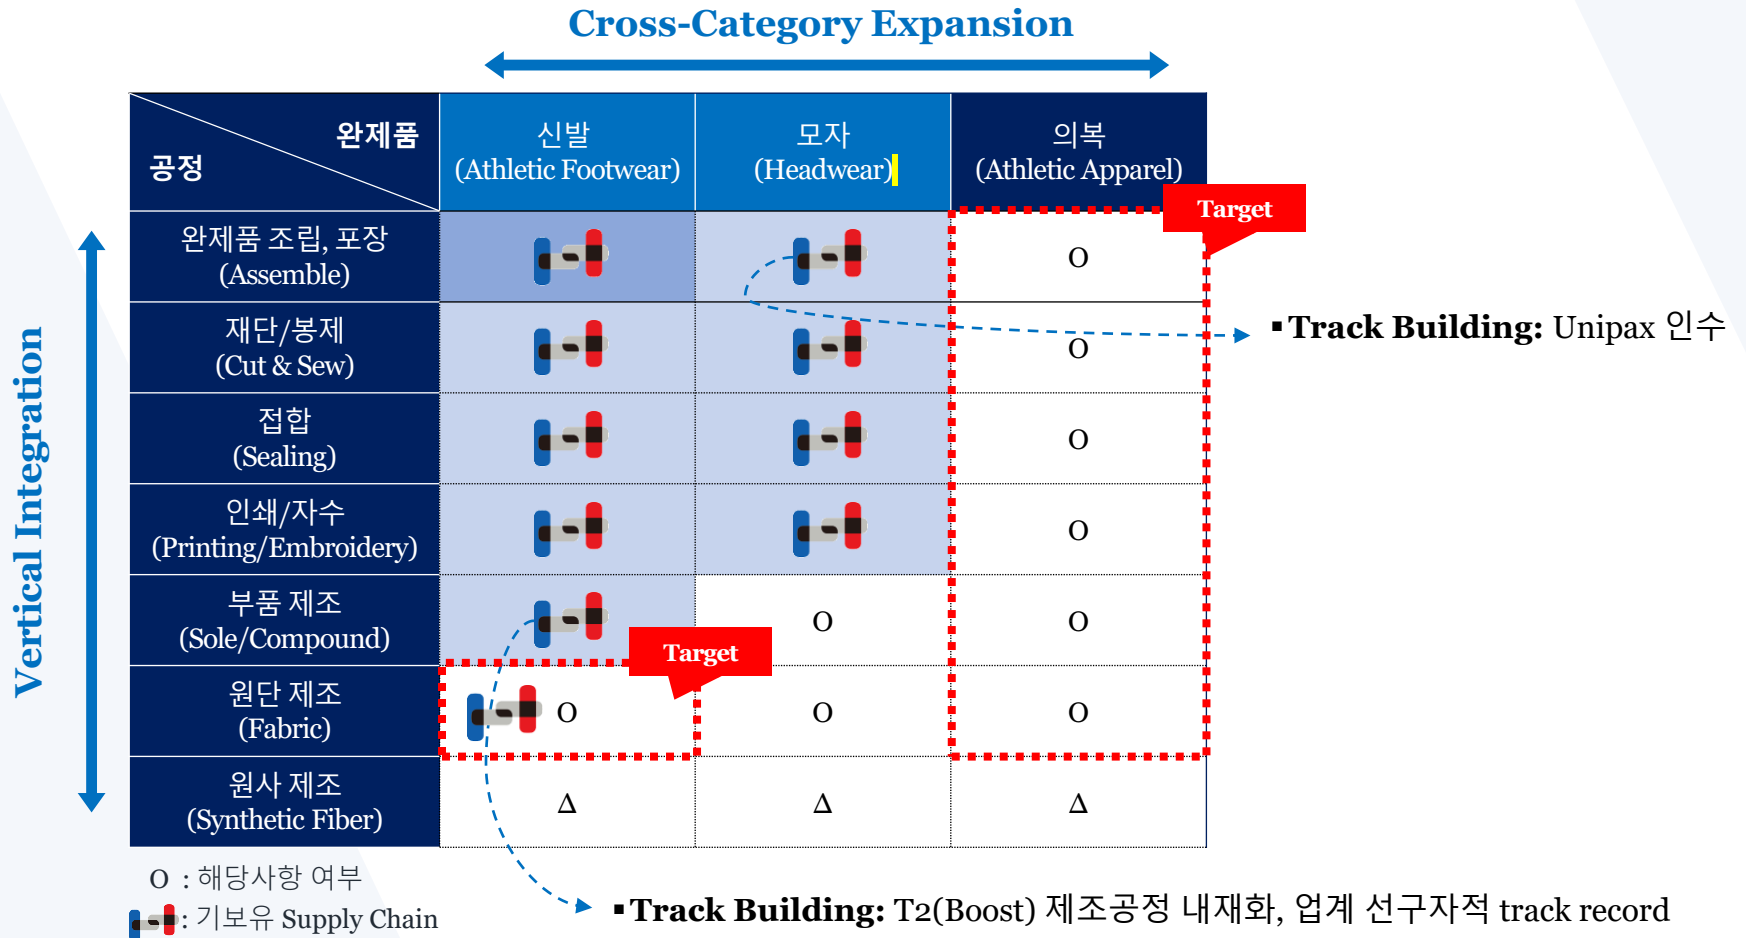 Cross-Category Expansion
완제품
공정
신발
(Athletic Footwear)
모자
(Headwear)
의복
(Athletic Apparel)
Target
완제품 조립, 포장
(Assemble)
O
재단/봉제
(Cut & Sew)
O
▪Track Building: Unipax 인수
접합
(Sealing)
O
인쇄/자수
(Printing/Embroidery)
O
부품 제조
(Sole/Compound)
O
O
Target
원단 제조
(Fabric)
O
O
O
원사 제조
(Synthetic Fiber)
Δ
Δ
Δ
Vertical Integration
O : 해당사항 여부
: 기보유 Supply Chain
▪Track Building: T2(Boost) 제조공정 내재화, 업계 선구자적 track record